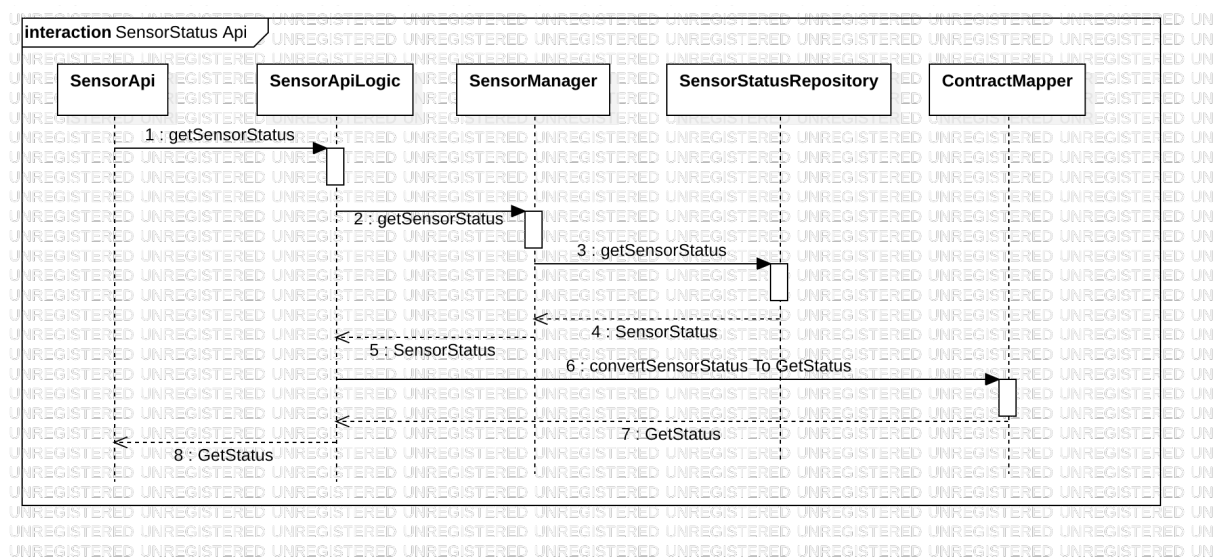 interaction SensorStatus Api
SensorApi
SensorApiLogic
SensorManager
SensorStatusRepository
ContractMapper
1 : getSensorStatus
2 : getSensorStatus
3 : getSensorStatus
4 : SensorStatus
5 : SensorStatus
6 : convertSensorStatus To GetStatus
7 : GetStatus
8 : GetStatus
UNREGISTERED